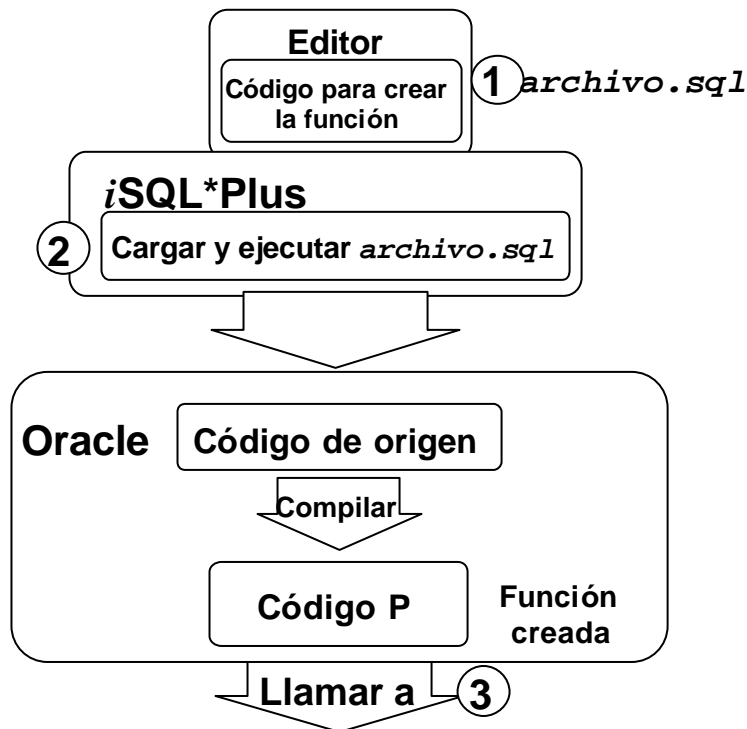 Editor
Código para crear
la función
1 archivo.sql
iSQL*Plus
2 Cargar y ejecutar archivo.sql
Oracle
Código de origen
Compilar
Código P
Función
creada
Llamar a 3